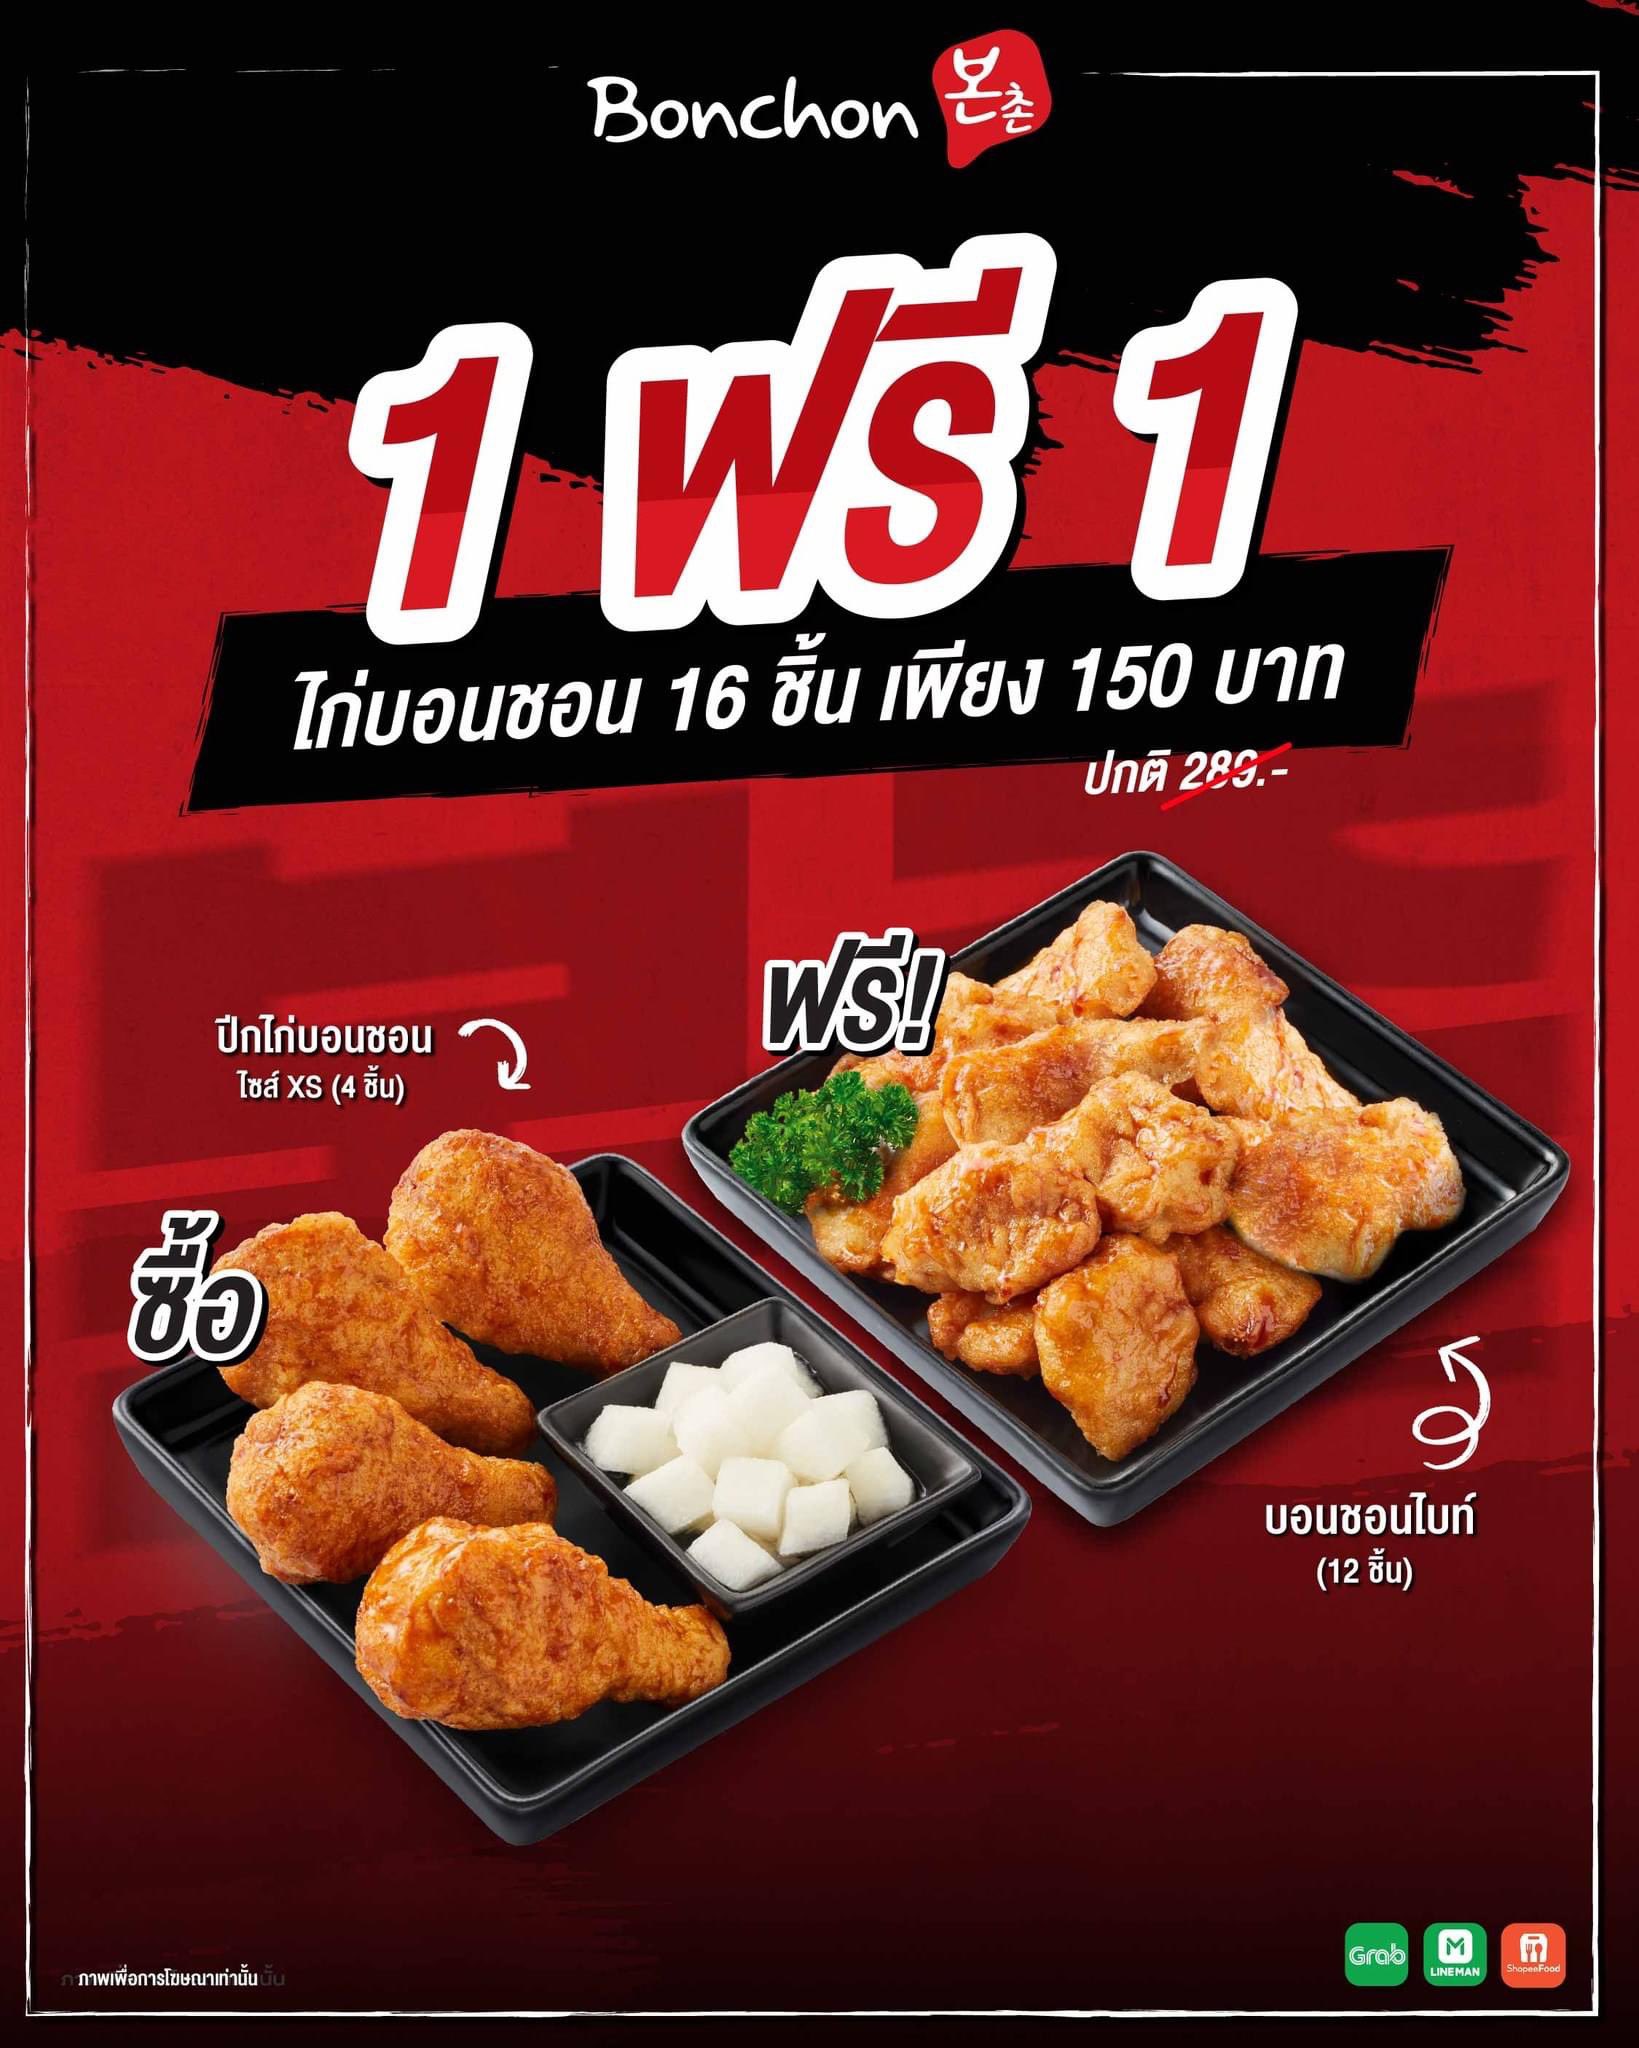 Bonchon 본촌
1 ฟรี 1
ไก่บอนชอน 16 ชิ้น เพียง 150 บาท
ปกติ 289.-
ฟรี!
ปีกไก่บอนชอน
ไซส์ XS (4 ชิ้น)
ซื้อ
บอนชอนไบท์
(12 ชิ้น)
ภาพเพื่อการโฆษณาเท่านั้น
Grab
LINE MAN
ShopeeFood